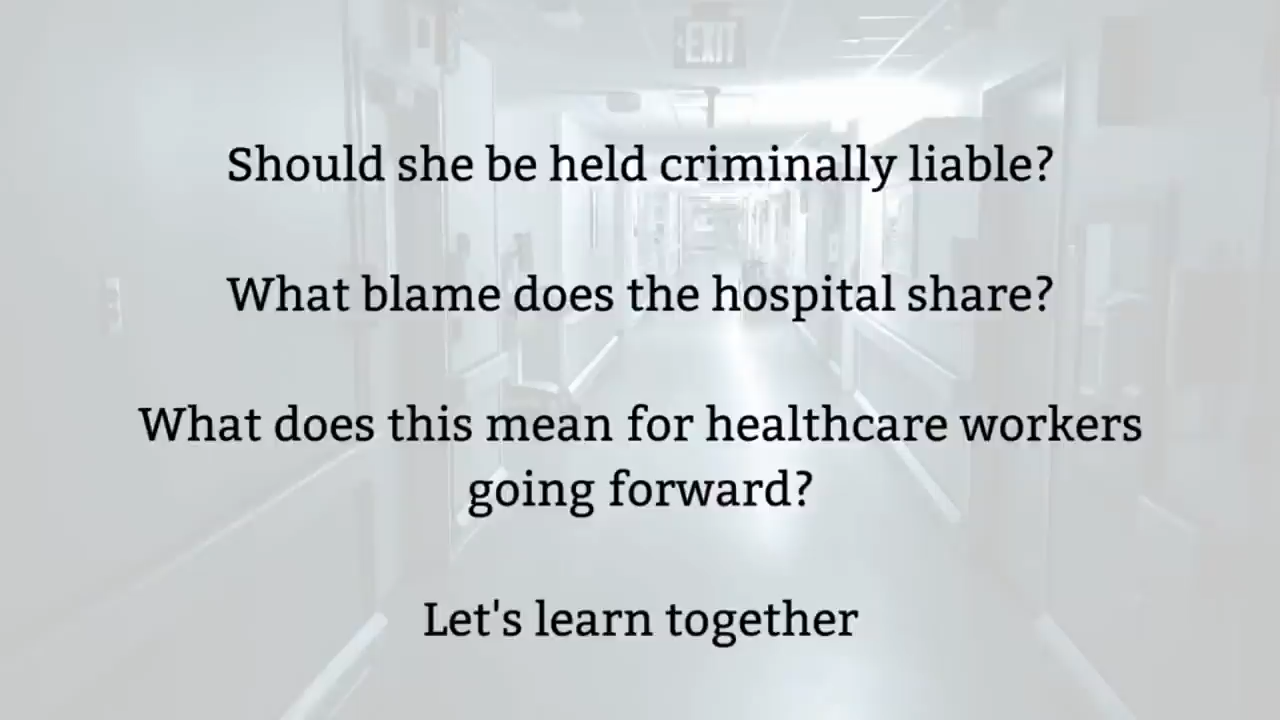 EXIT
Should she be held criminally liable?
What blame does the hospital share?
What does this mean for healthcare workers
going forward?
Let's learn together